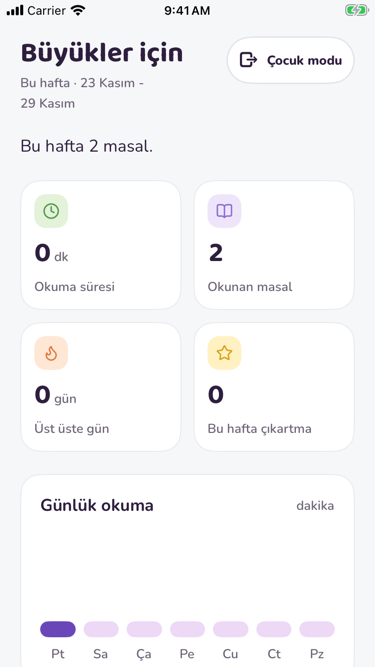 Carrier 9:41 AM
Büyükler için
Bu hafta · 23 Kasım -
29 Kasım
Çocuk modu
Bu hafta 2 masal.
0 dk
Okuma süresi
2
Okunan masal
0 gün
Üst üste gün
0
Bu hafta çıkartma
Günlük okuma
dakika
Pt Sa Ça Pe Cu Ct Pz